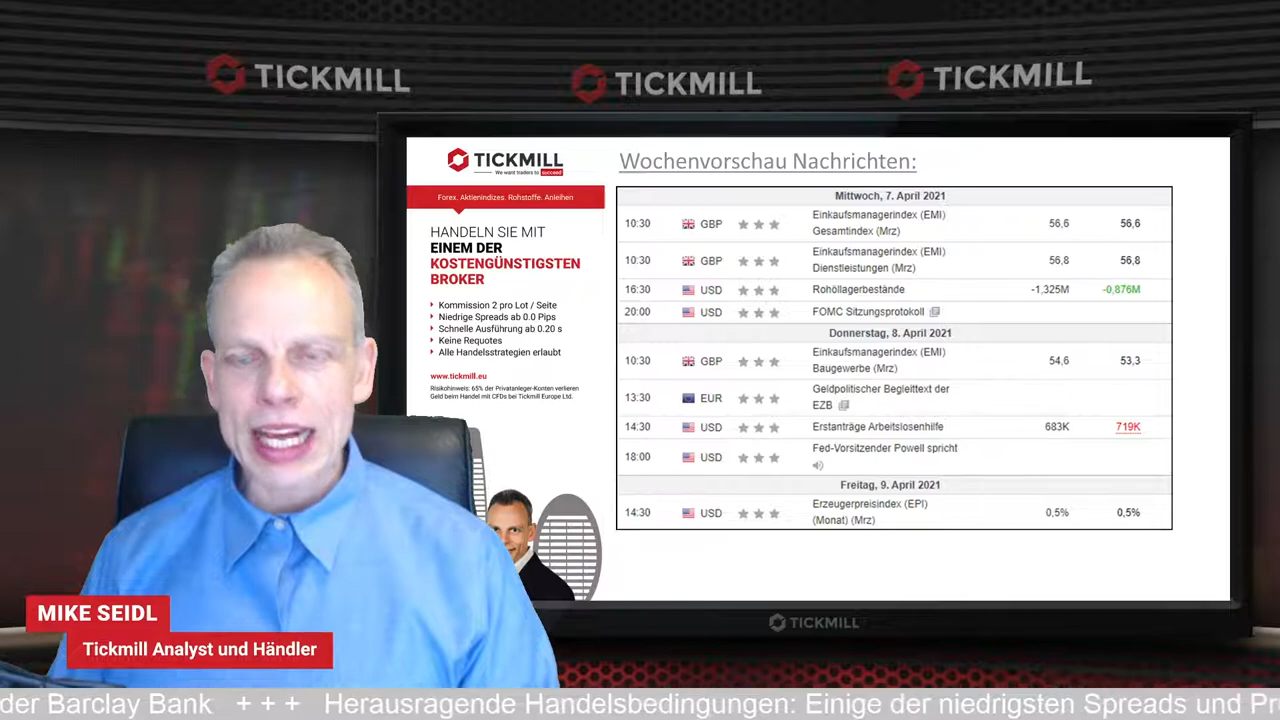 TICKMILL
TICKMILL
TICKMILL
TICKMILL
We want traders to succeed
Forex. Aktienindizes. Rohstoffe. Anleihen
HANDELN SIE MIT
EINEM DER
KOSTENGÜNSTIGSTEN
BROKER
Kommission 2 pro Lot / Seite
Niedrige Spreads ab 0.0 Pips
Schnelle Ausführung ab 0.20 s
Keine Requotes
Alle Handelsstrategien erlaubt
www.tickmill.eu
Risikohinweis: 65% der Privatanleger-Konten verlieren
Geld beim Handel mit CFDs bei Tickmill Europe Ltd.
Wochenvorschau Nachrichten:
Mittwoch, 7. April 2021
10:30 GBP Einkaufsmanagerindex (EMI) 56,6 56,6
Gesamtindex (Mrz)
10:30 GBP Einkaufsmanagerindex (EMI) 56,8 56,8
Dienstleistungen (Mrz)
16:30 USD Rohöllagerbestände -1,325M -0,876M
20:00 USD FOMC Sitzungsprotokoll
Donnerstag, 8. April 2021
10:30 GBP Einkaufsmanagerindex (EMI) 54,6 53,3
Baugewerbe (Mrz)
13:30 EUR Geldpolitischer Begleittext der
EZB
14:30 USD Erstanträge Arbeitslosenhilfe 683K 719K
18:00 USD Fed-Vorsitzender Powell spricht
Freitag, 9. April 2021
14:30 USD Erzeugerpreisindex (EPI) 0,5% 0,5%
(Monat) (Mrz)
TICKMILL
MIKE SEIDL
Tickmill Analyst und Händler
der Barclay Bank +++ Herausragende Handelsbedingungen: Einige der niedrigsten Spreads und Pr